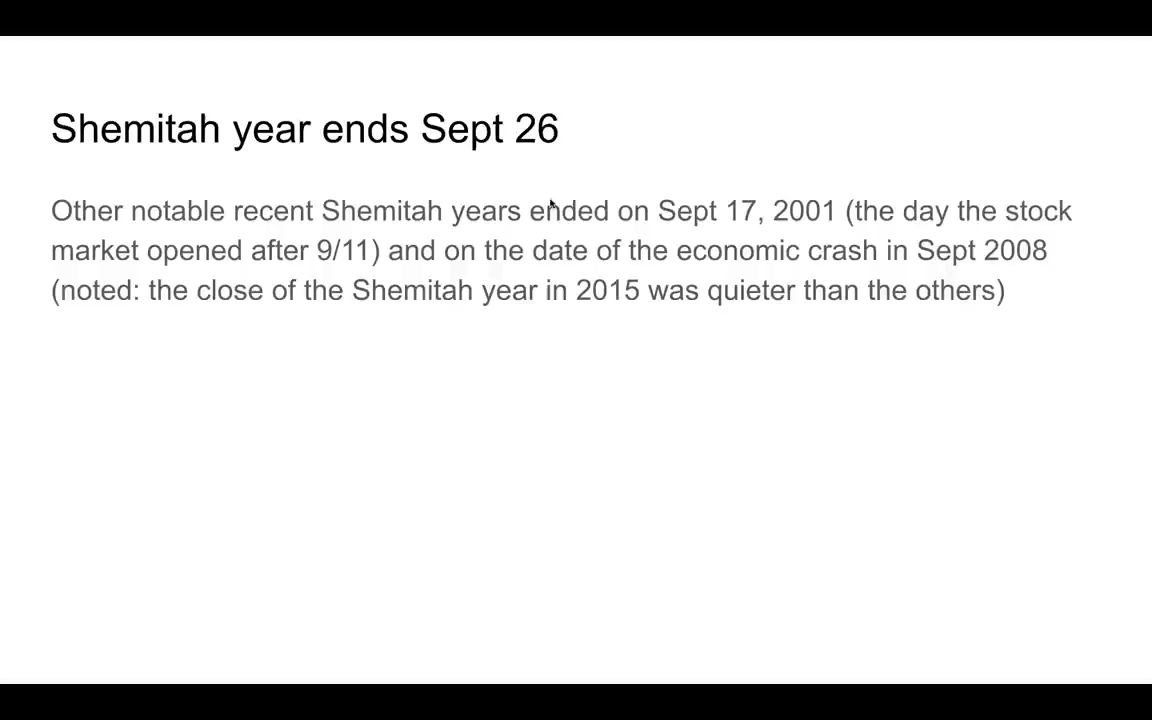 Shemitah year ends Sept 26
Other notable recent Shemitah years ended on Sept 17, 2001 (the day the stock
market opened after 9/11) and on the date of the economic crash in Sept 2008
(noted: the close of the Shemitah year in 2015 was quieter than the others)